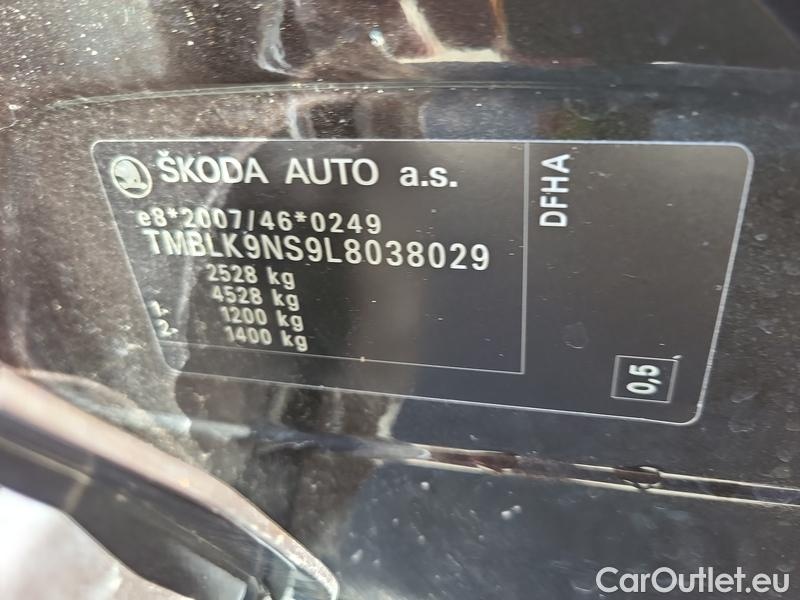 ŠKODA AUTO a.s.
e8*2007/46*0249
TMBLK9NS9L8038029
2528 kg
4528 kg
1. 1200 kg
2. 1400 kg
DFHA
0,5
CarOutlet.eu